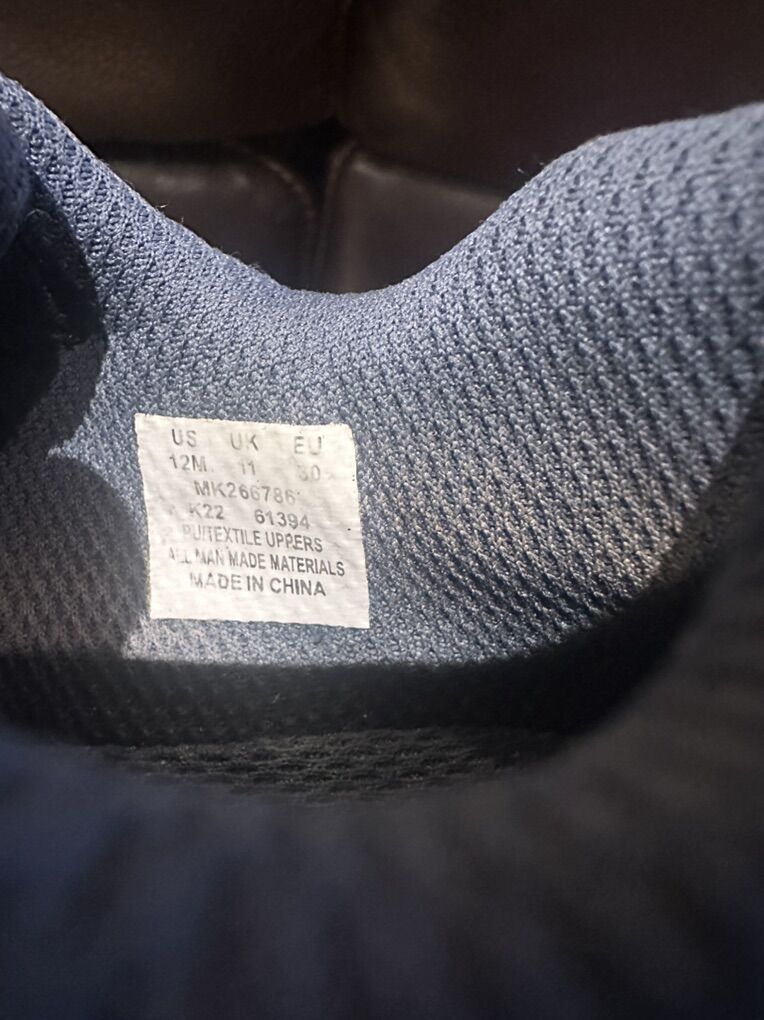 US UK EU
12M 11 30
MK266786
K22 61394
PU/TEXTILE UPPERS
ALL MAN MADE MATERIALS
MADE IN CHINA